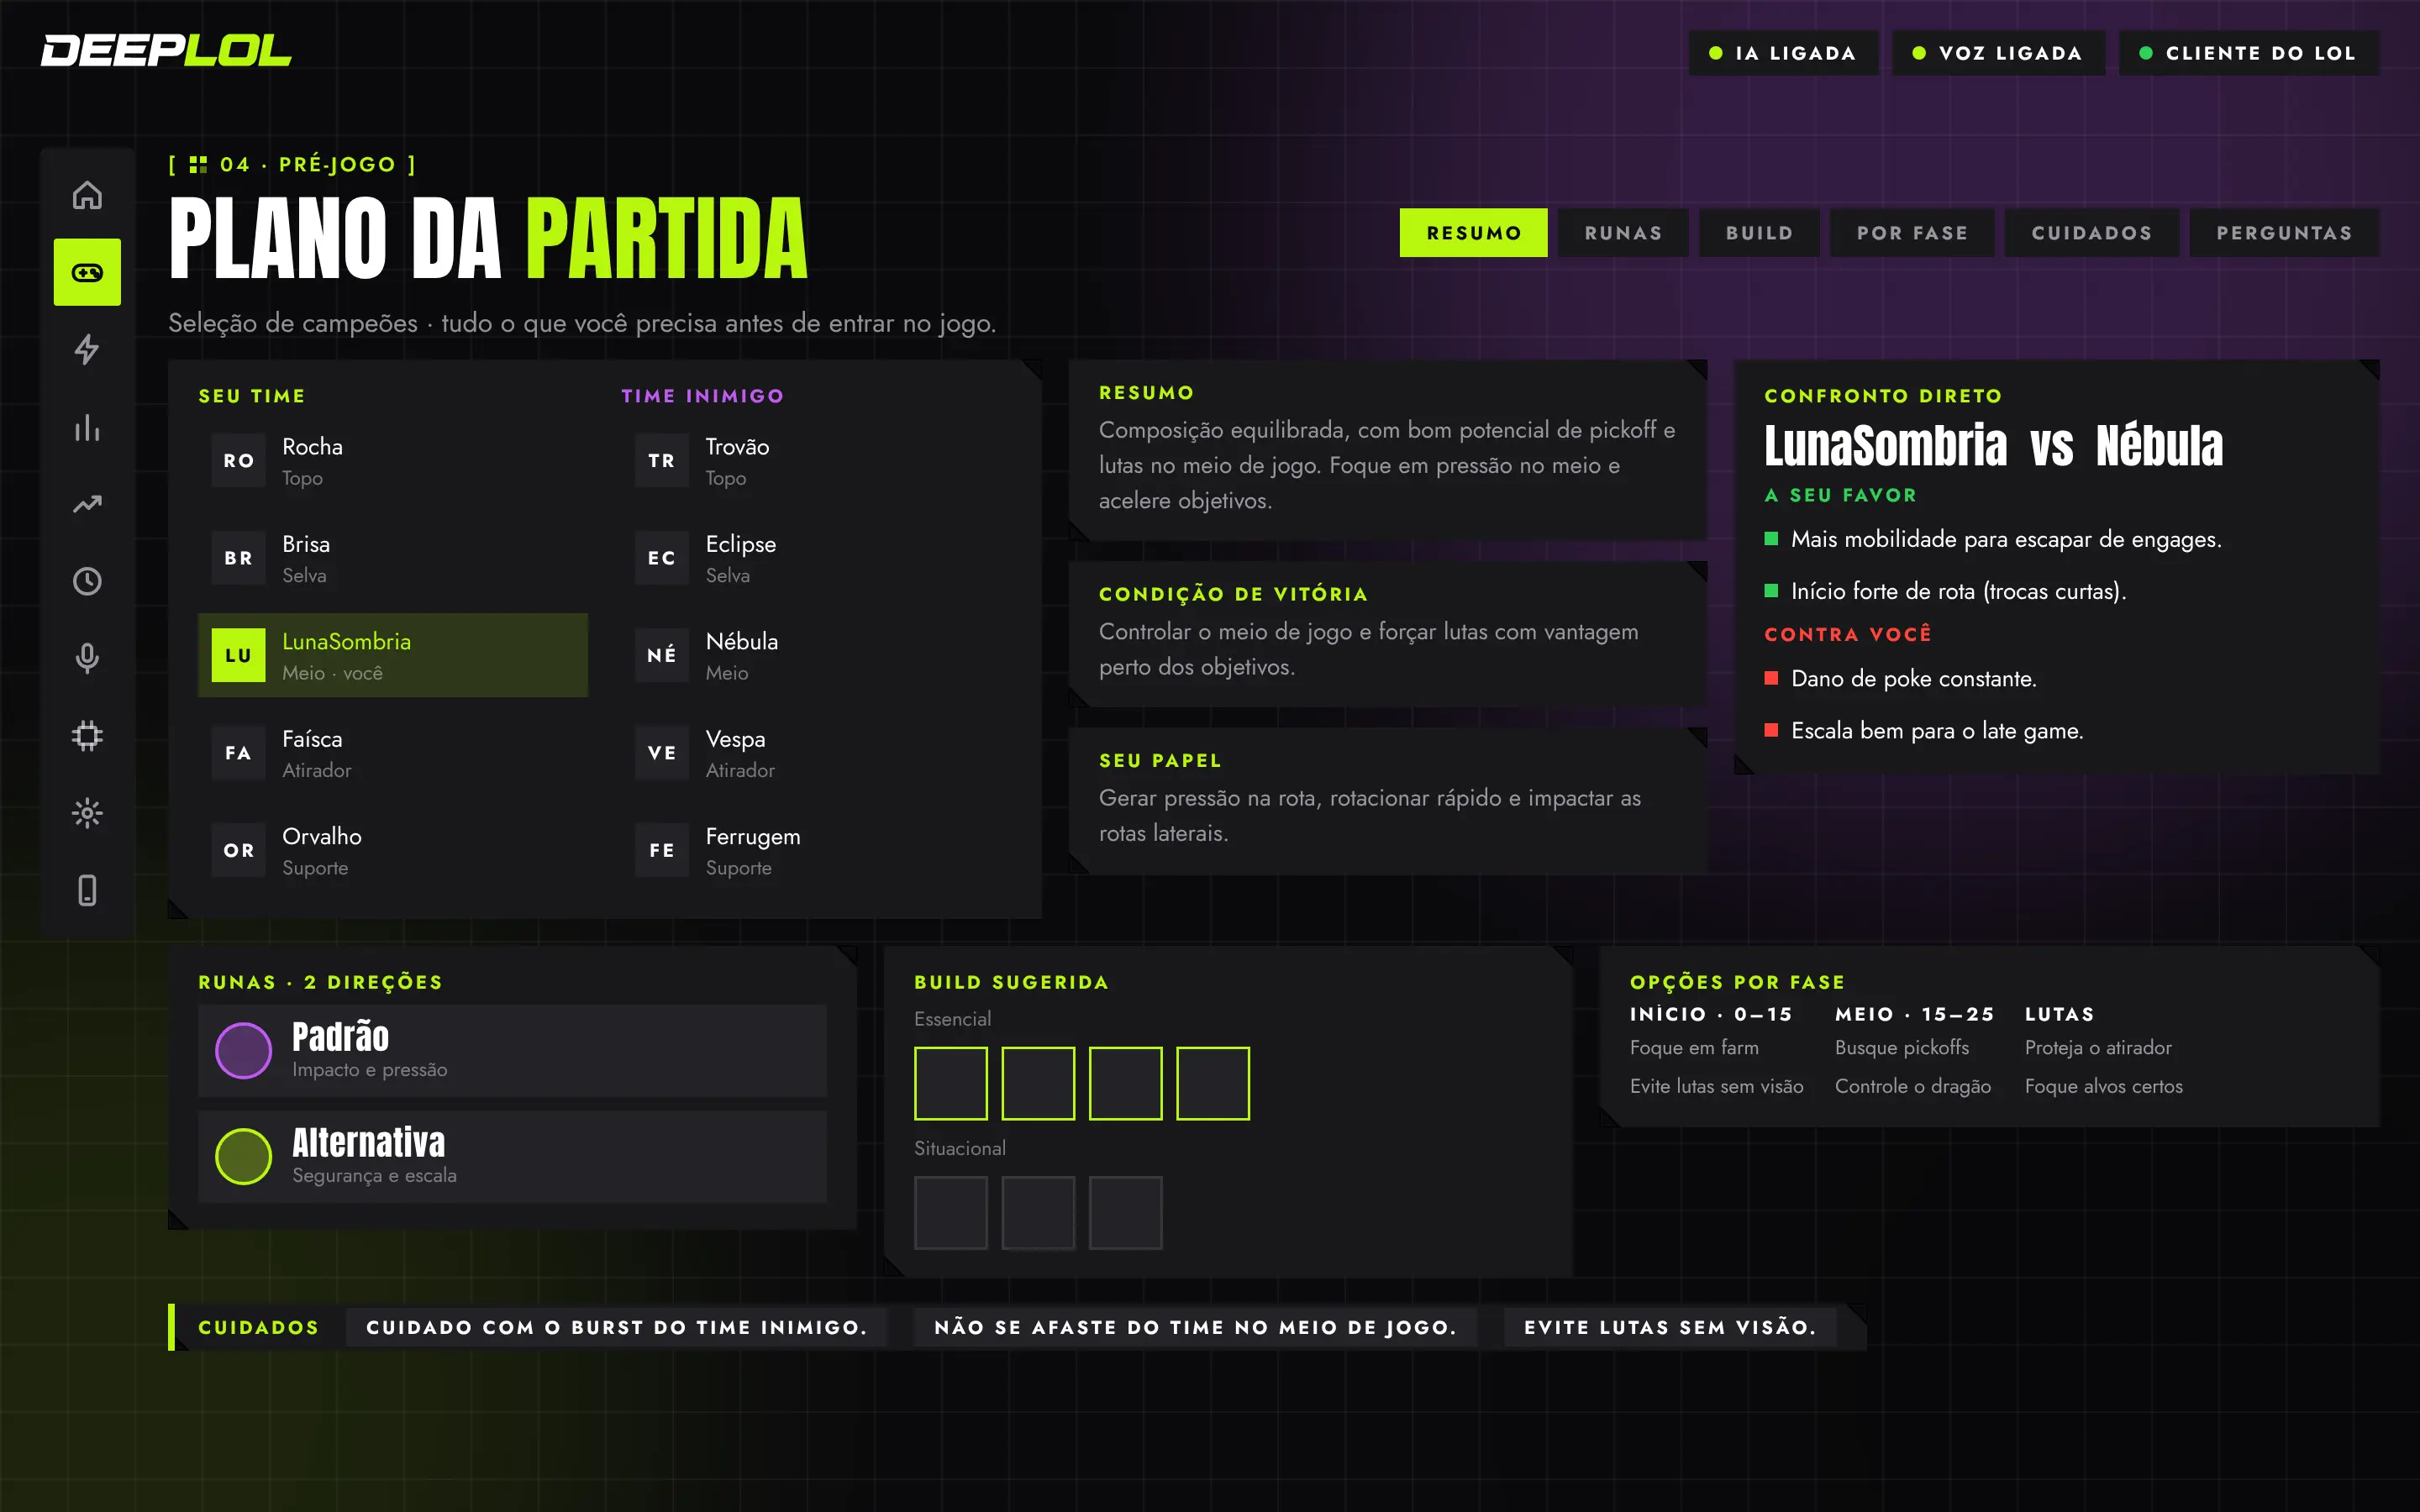 DEEPLOL
IA LIGADA
VOZ LIGADA
CLIENTE DO LOL
[ 04 · PRÉ-JOGO ]
PLANO DA PARTIDA
Seleção de campeões · tudo o que você precisa antes de entrar no jogo.
RESUMO
RUNAS
BUILD
POR FASE
CUIDADOS
PERGUNTAS
SEU TIME
RO
Rocha
Topo
BR
Brisa
Selva
LU
LunaSombria
Meio · você
FA
Faísca
Atirador
OR
Orvalho
Suporte
TIME INIMIGO
TR
Trovão
Topo
EC
Eclipse
Selva
NÉ
Nébula
Meio
VE
Vespa
Atirador
FE
Ferrugem
Suporte
RESUMO
Composição equilibrada, com bom potencial de pickoff e
lutas no meio de jogo. Foque em pressão no meio e
acelere objetivos.
CONDIÇÃO DE VITÓRIA
Controlar o meio de jogo e forçar lutas com vantagem
perto dos objetivos.
SEU PAPEL
Gerar pressão na rota, rotacionar rápido e impactar as
rotas laterais.
CONFRONTO DIRETO
LunaSombria vs Nébula
A SEU FAVOR
Mais mobilidade para escapar de engages.
Início forte de rota (trocas curtas).
CONTRA VOCÊ
Dano de poke constante.
Escala bem para o late game.
RUNAS · 2 DIREÇÕES
Padrão
Impacto e pressão
Alternativa
Segurança e escala
BUILD SUGERIDA
Essencial
Situacional
OPÇÕES POR FASE
INÍCIO · 0–15
Foque em farm
Evite lutas sem visão
MEIO · 15–25
Busque pickoffs
Controle o dragão
LUTAS
Proteja o atirador
Foque alvos certos
CUIDADOS
CUIDADO COM O BURST DO TIME INIMIGO.
NÃO SE AFASTE DO TIME NO MEIO DE JOGO.
EVITE LUTAS SEM VISÃO.